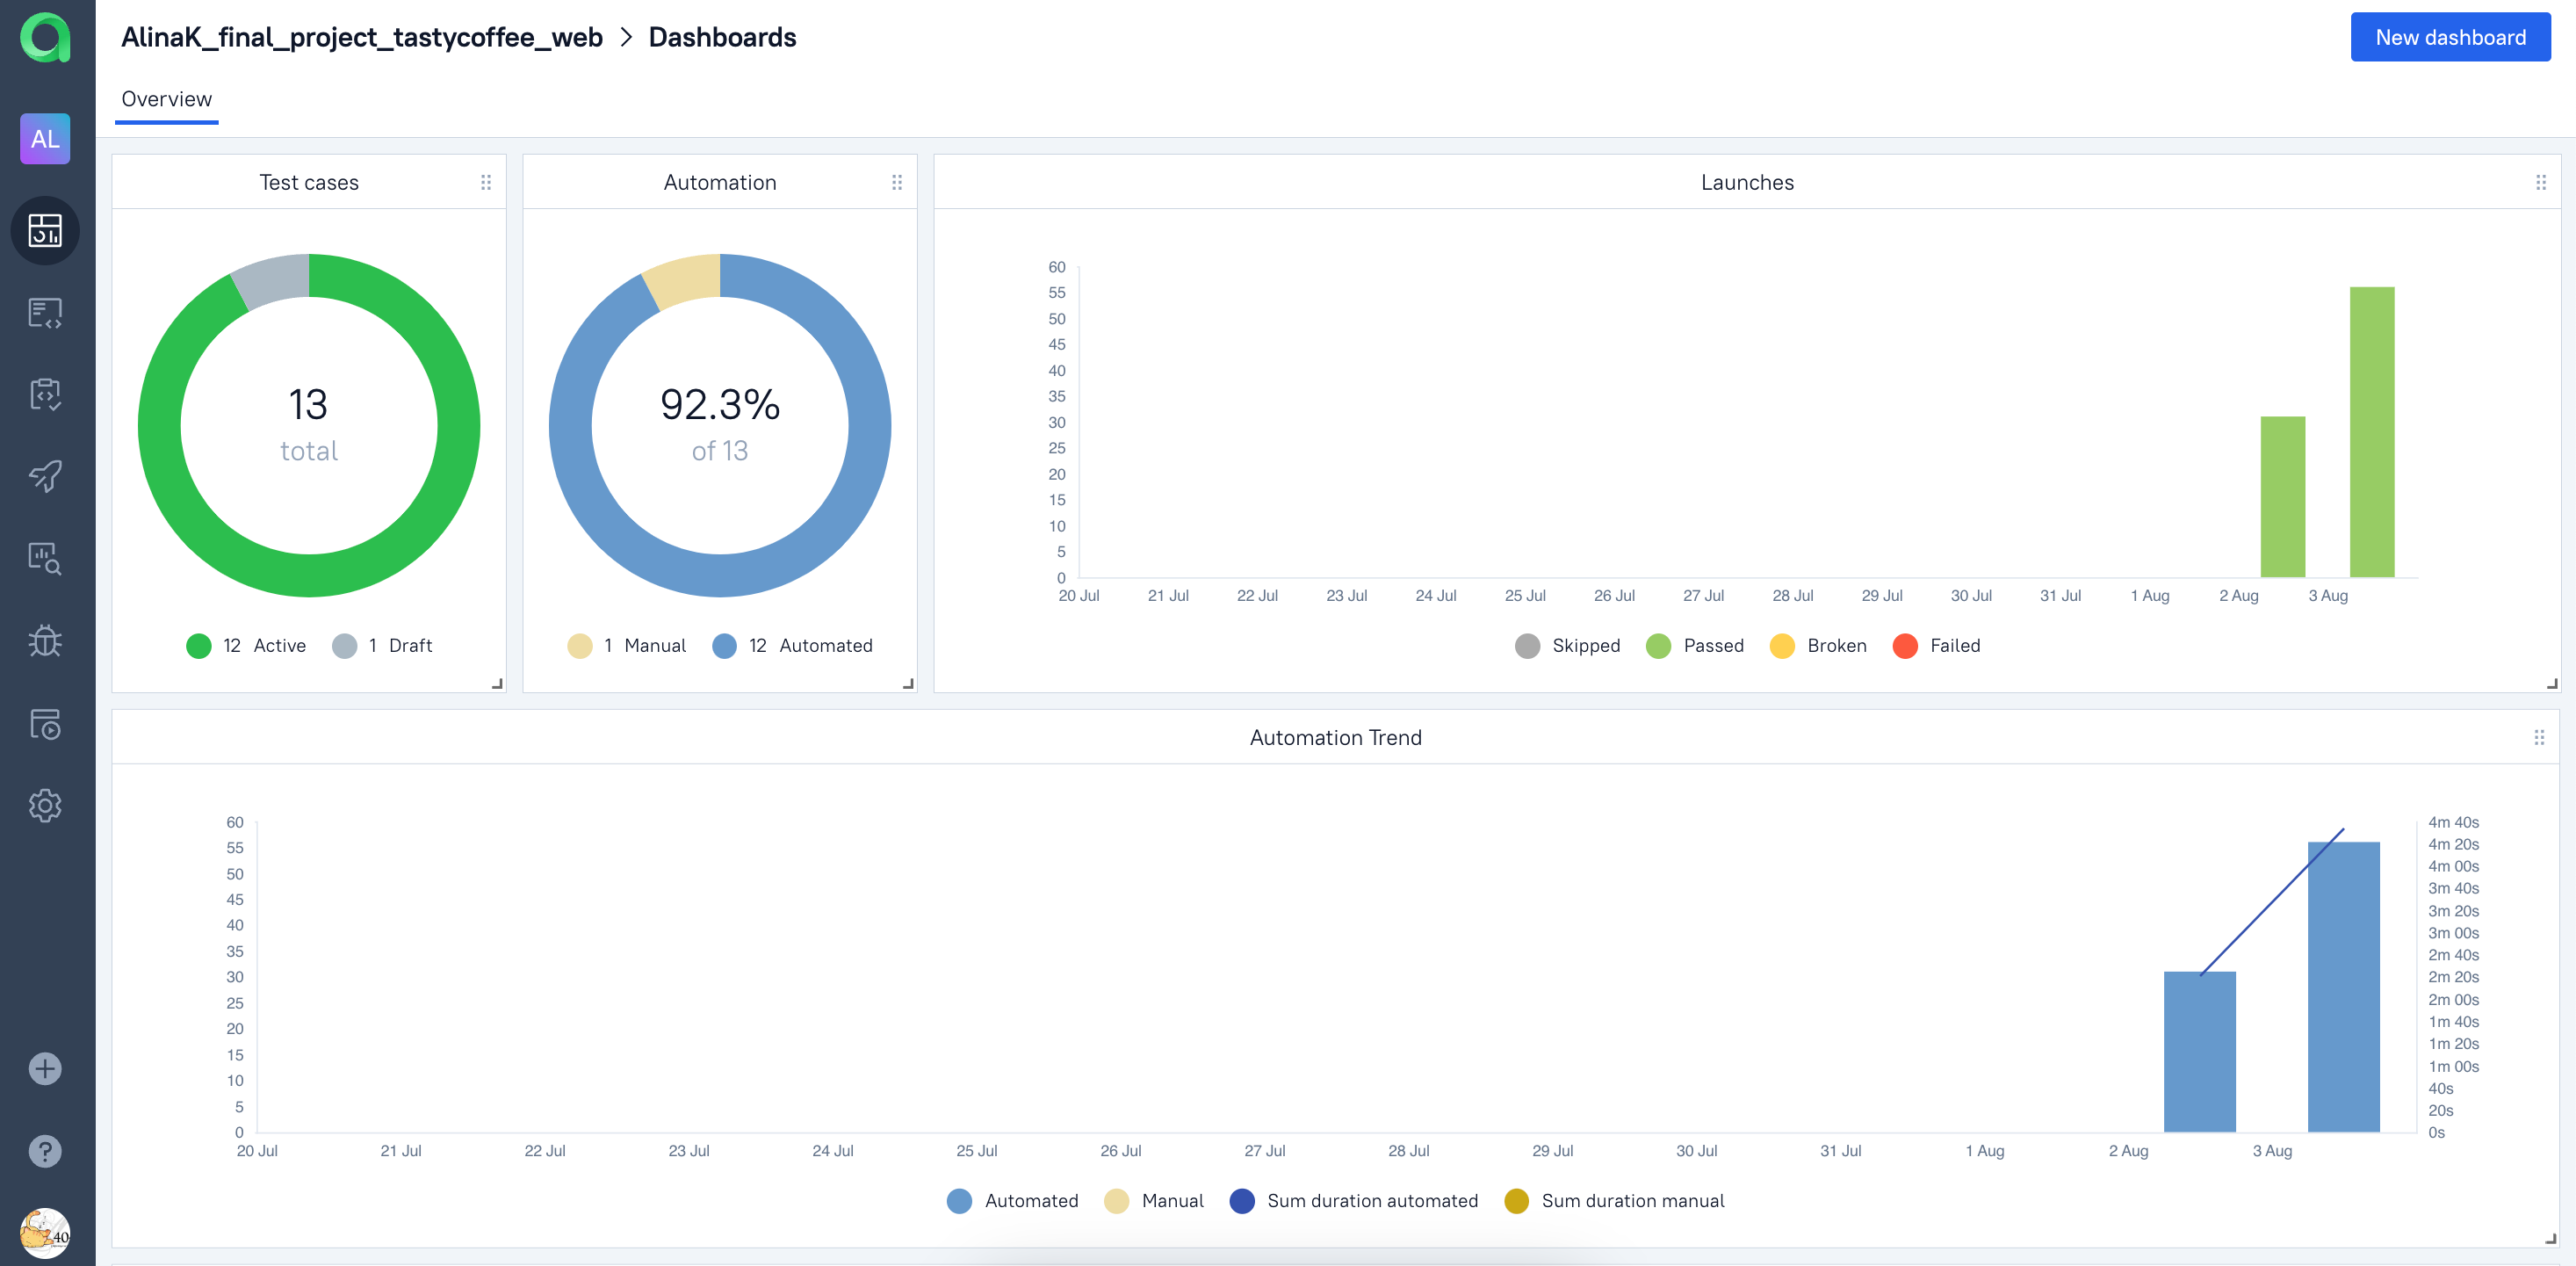 AlinaK_final_project_tastycoffee_web > Dashboards
New dashboard
Overview
AL
Test cases
13
total
12 Active
1 Draft
Automation
92.3%
of 13
1 Manual
12 Automated
Launches
60
55
50
45
40
35
30
25
20
15
10
5
0
20 Jul 21 Jul 22 Jul 23 Jul 24 Jul 25 Jul 26 Jul 27 Jul 28 Jul 29 Jul 30 Jul 31 Jul 1 Aug 2 Aug 3 Aug
Skipped Passed Broken Failed
Automation Trend
60
55
50
45
40
35
30
25
20
15
10
5
0
4m 40s
4m 20s
4m 00s
3m 40s
3m 20s
3m 00s
2m 40s
2m 20s
2m 00s
1m 40s
1m 20s
1m 00s
40s
20s
0s
20 Jul 21 Jul 22 Jul 23 Jul 24 Jul 25 Jul 26 Jul 27 Jul 28 Jul 29 Jul 30 Jul 31 Jul 1 Aug 2 Aug 3 Aug
Automated Manual Sum duration automated Sum duration manual
40